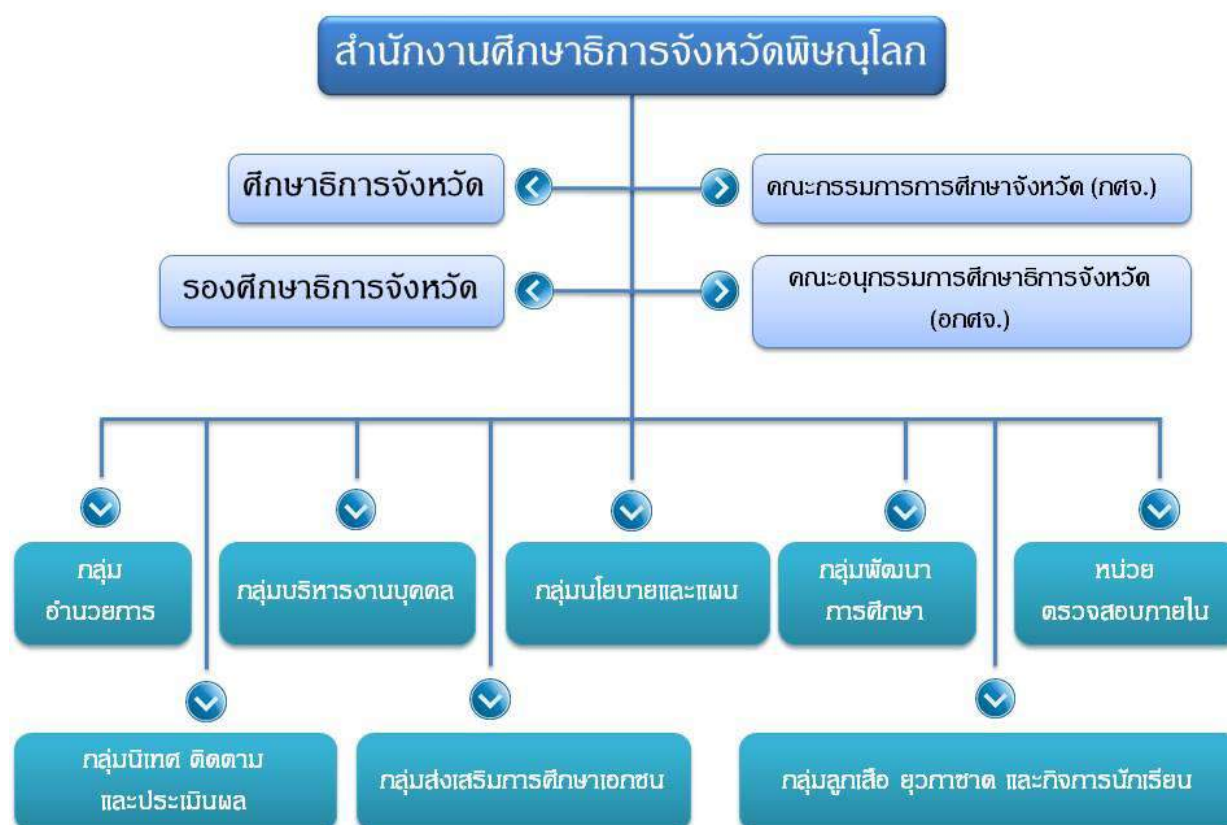 สำนักงานศึกษาธิการจังหวัดพิษณุโลก
ศึกษาธิการจังหวัด
คณะกรรมการการศึกษาจังหวัด (กศจ.)
รองศึกษาธิการจังหวัด
คณะอนุกรรมการศึกษาธิการจังหวัด
(อกศจ.)
กลุ่ม
อำนวยการ
กลุ่มบริหารงานบุคคล
กลุ่มนโยบายและแผน
กลุ่มพัฒนา
การศึกษา
หน่วย
ตรวจสอบภายใน
กลุ่มนิเทศ ติดตาม
และประเมินผล
กลุ่มส่งเสริมการศึกษาเอกชน
กลุ่มลูกเสือ ยุวกาชาด และกิจการนักเรียน